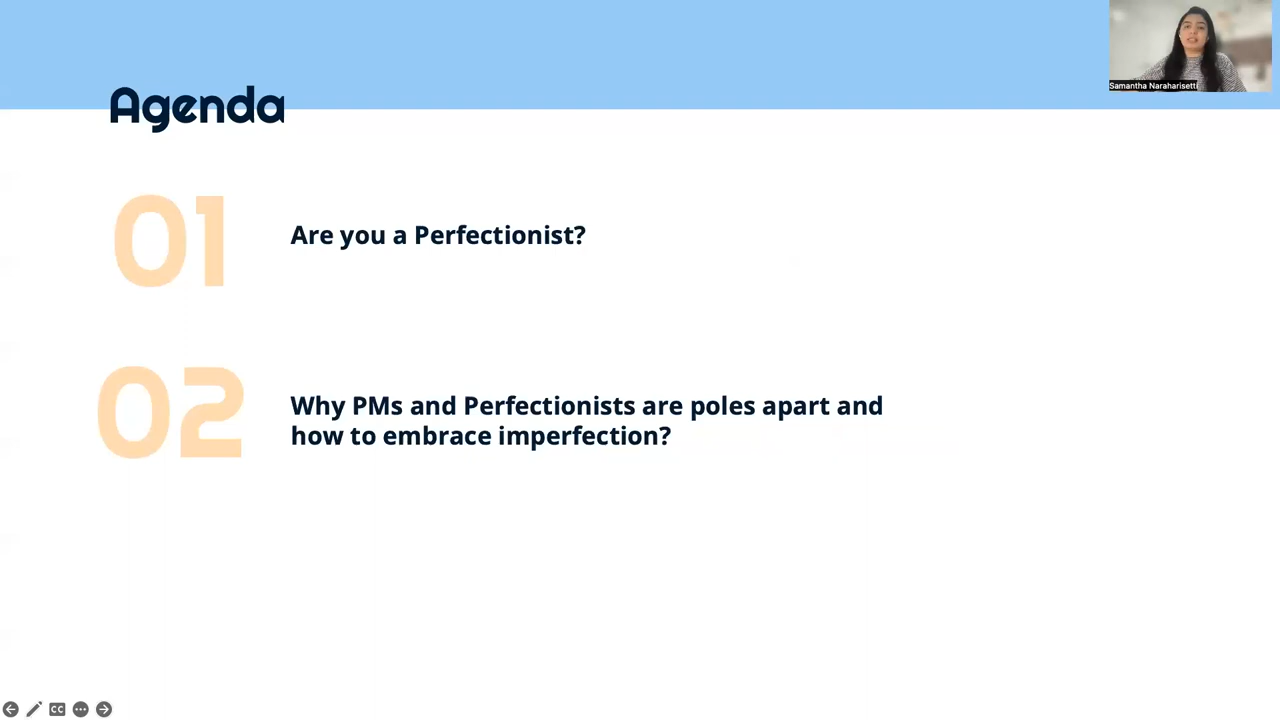 Samantha Naraharisetti
Agenda
01
Are you a Perfectionist?
02
Why PMs and Perfectionists are poles apart and
how to embrace imperfection?
CC